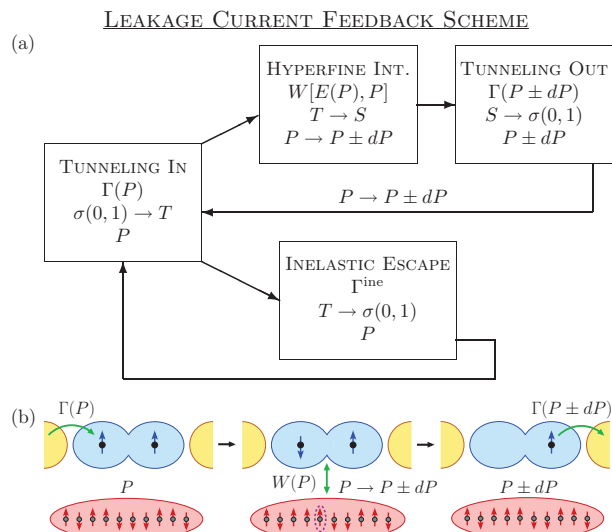 LEAKAGE CURRENT FEEDBACK SCHEME
(a)
HYPERFINE INT.
W[E(P), P]
T → S
P → P ± dP
TUNNELING OUT
Γ(P ± dP)
S → σ(0, 1)
P ± dP
TUNNELING IN
Γ(P)
σ(0, 1) → T
P
P → P ± dP
INELASTIC ESCAPE
Γ^ine
T → σ(0, 1)
P
(b)
Γ(P)
Γ(P ± dP)
P
W(P)
P → P ± dP
P ± dP